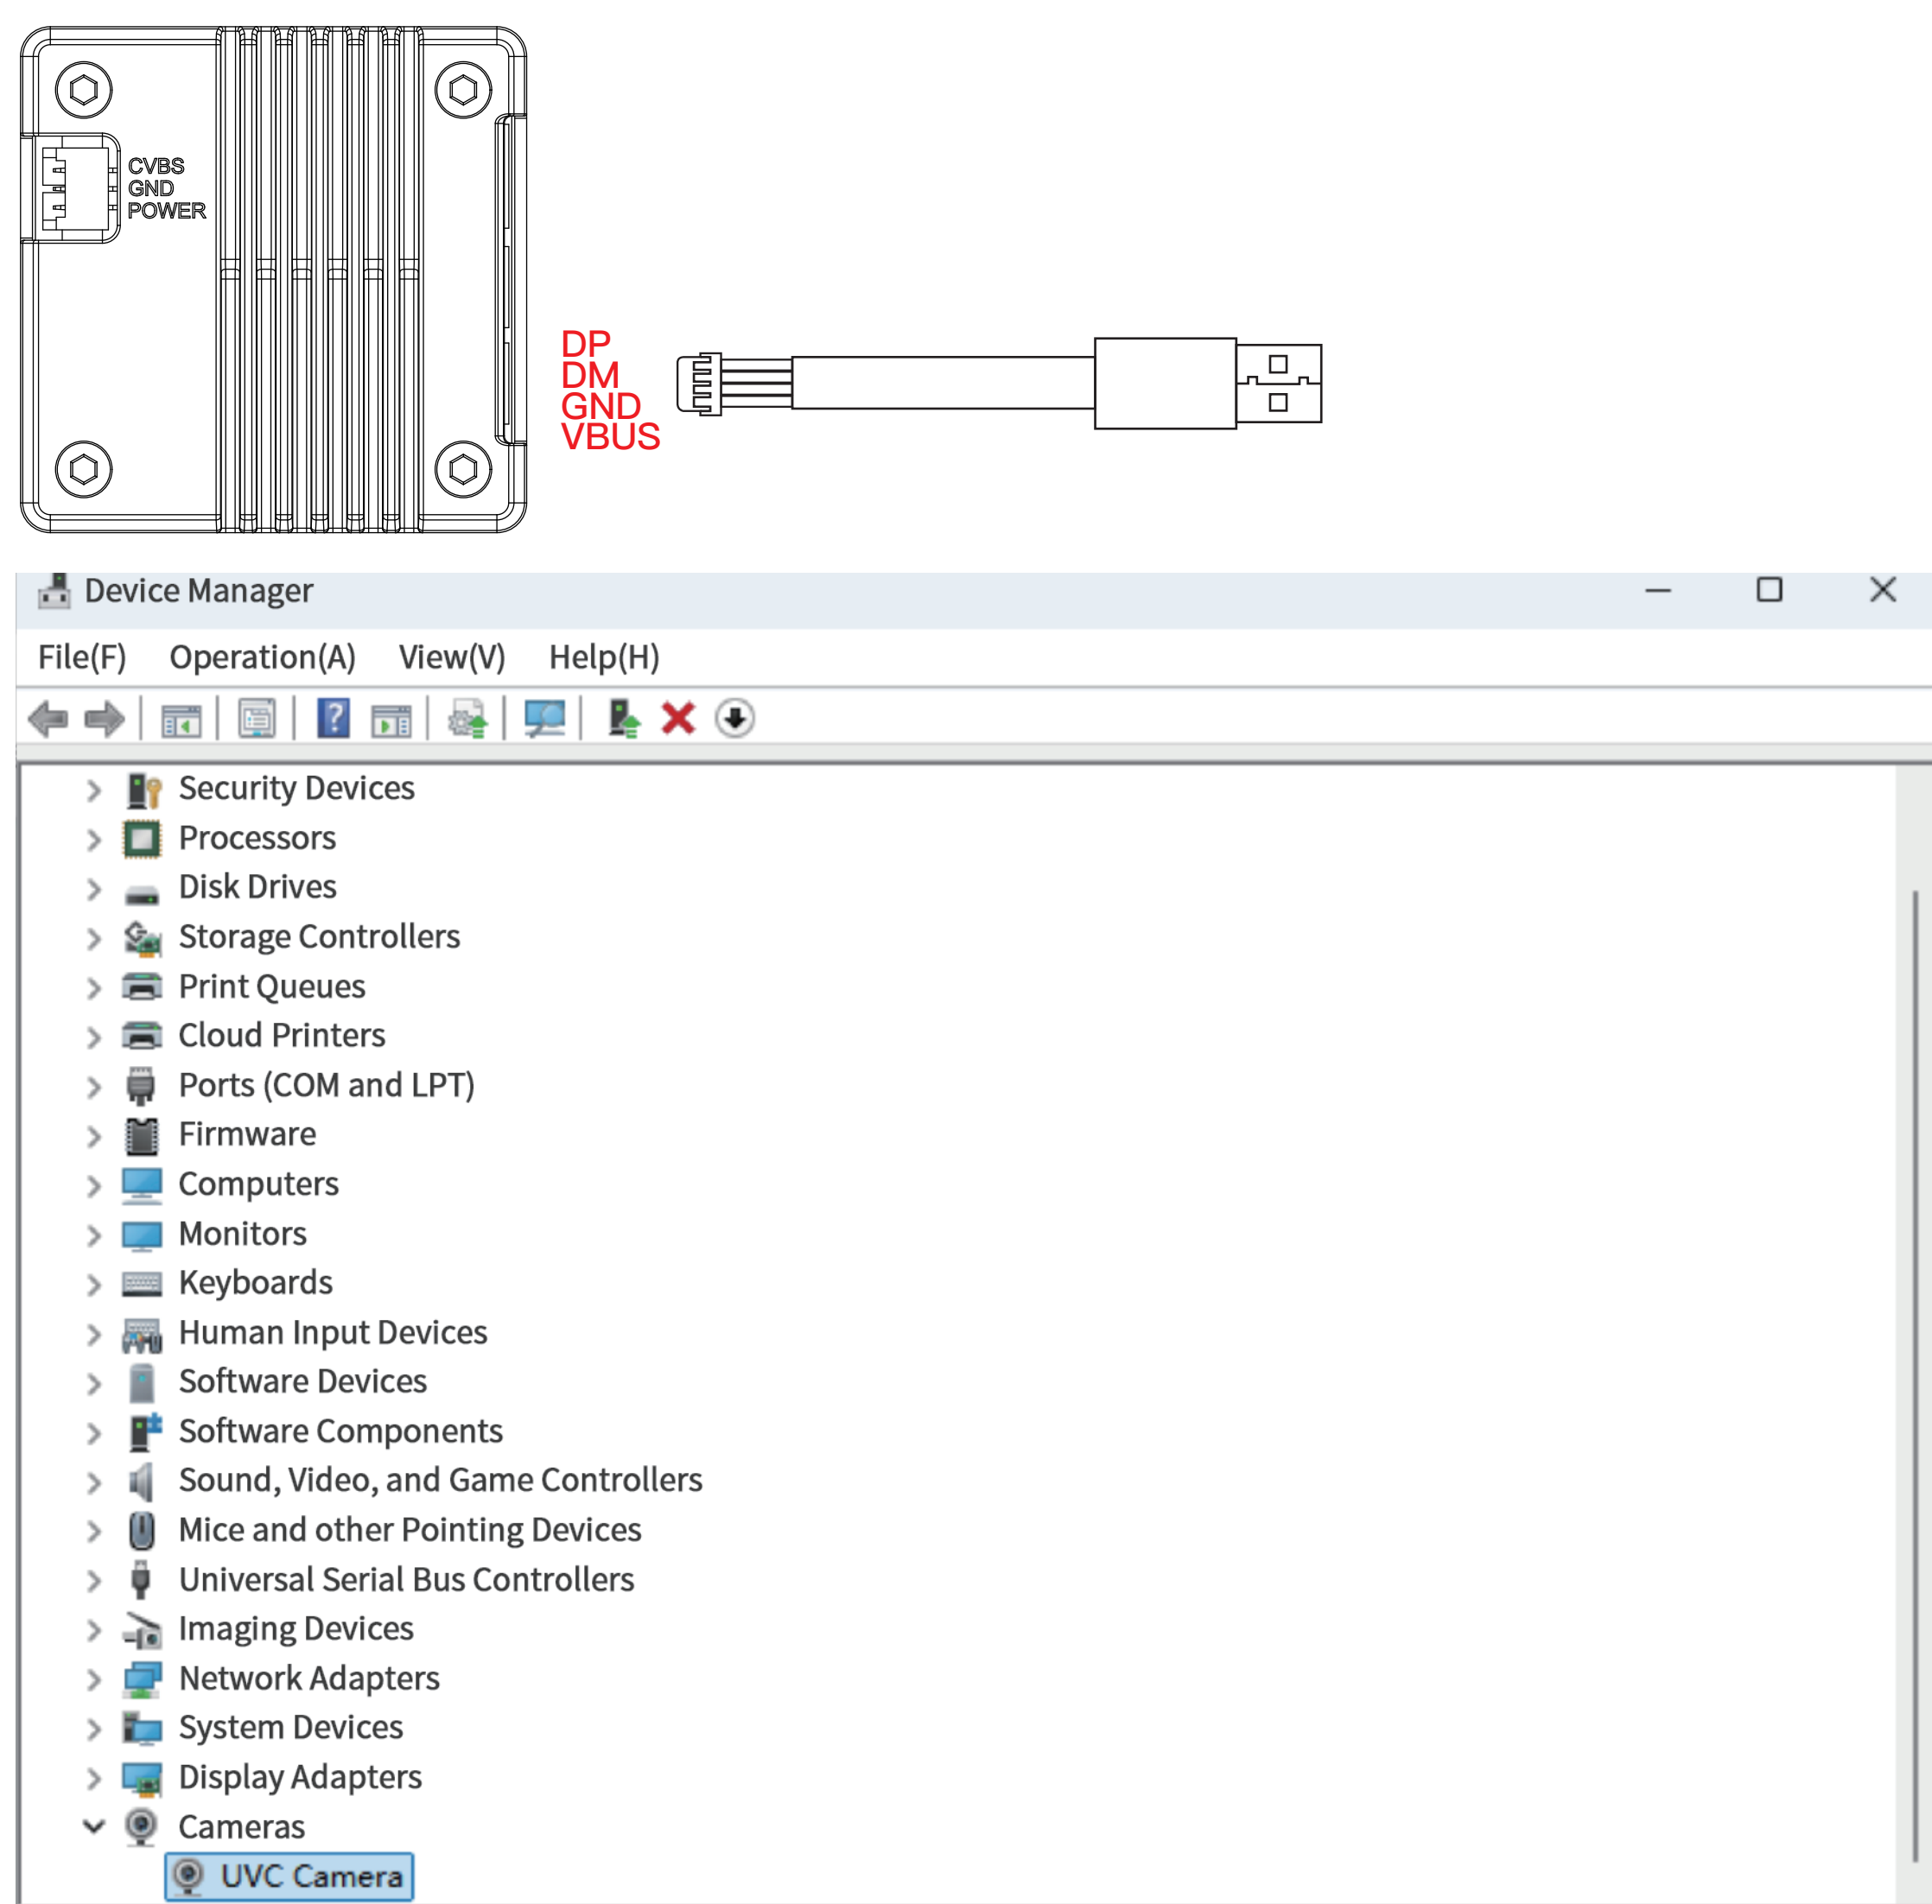 CVBS
GND
POWER
DP
DM
GND
VBUS
Device Manager
File(F) Operation(A) View(V) Help(H)
Security Devices
Processors
Disk Drives
Storage Controllers
Print Queues
Cloud Printers
Ports (COM and LPT)
Firmware
Computers
Monitors
Keyboards
Human Input Devices
Software Devices
Software Components
Sound, Video, and Game Controllers
Mice and other Pointing Devices
Universal Serial Bus Controllers
Imaging Devices
Network Adapters
System Devices
Display Adapters
Cameras
UVC Camera